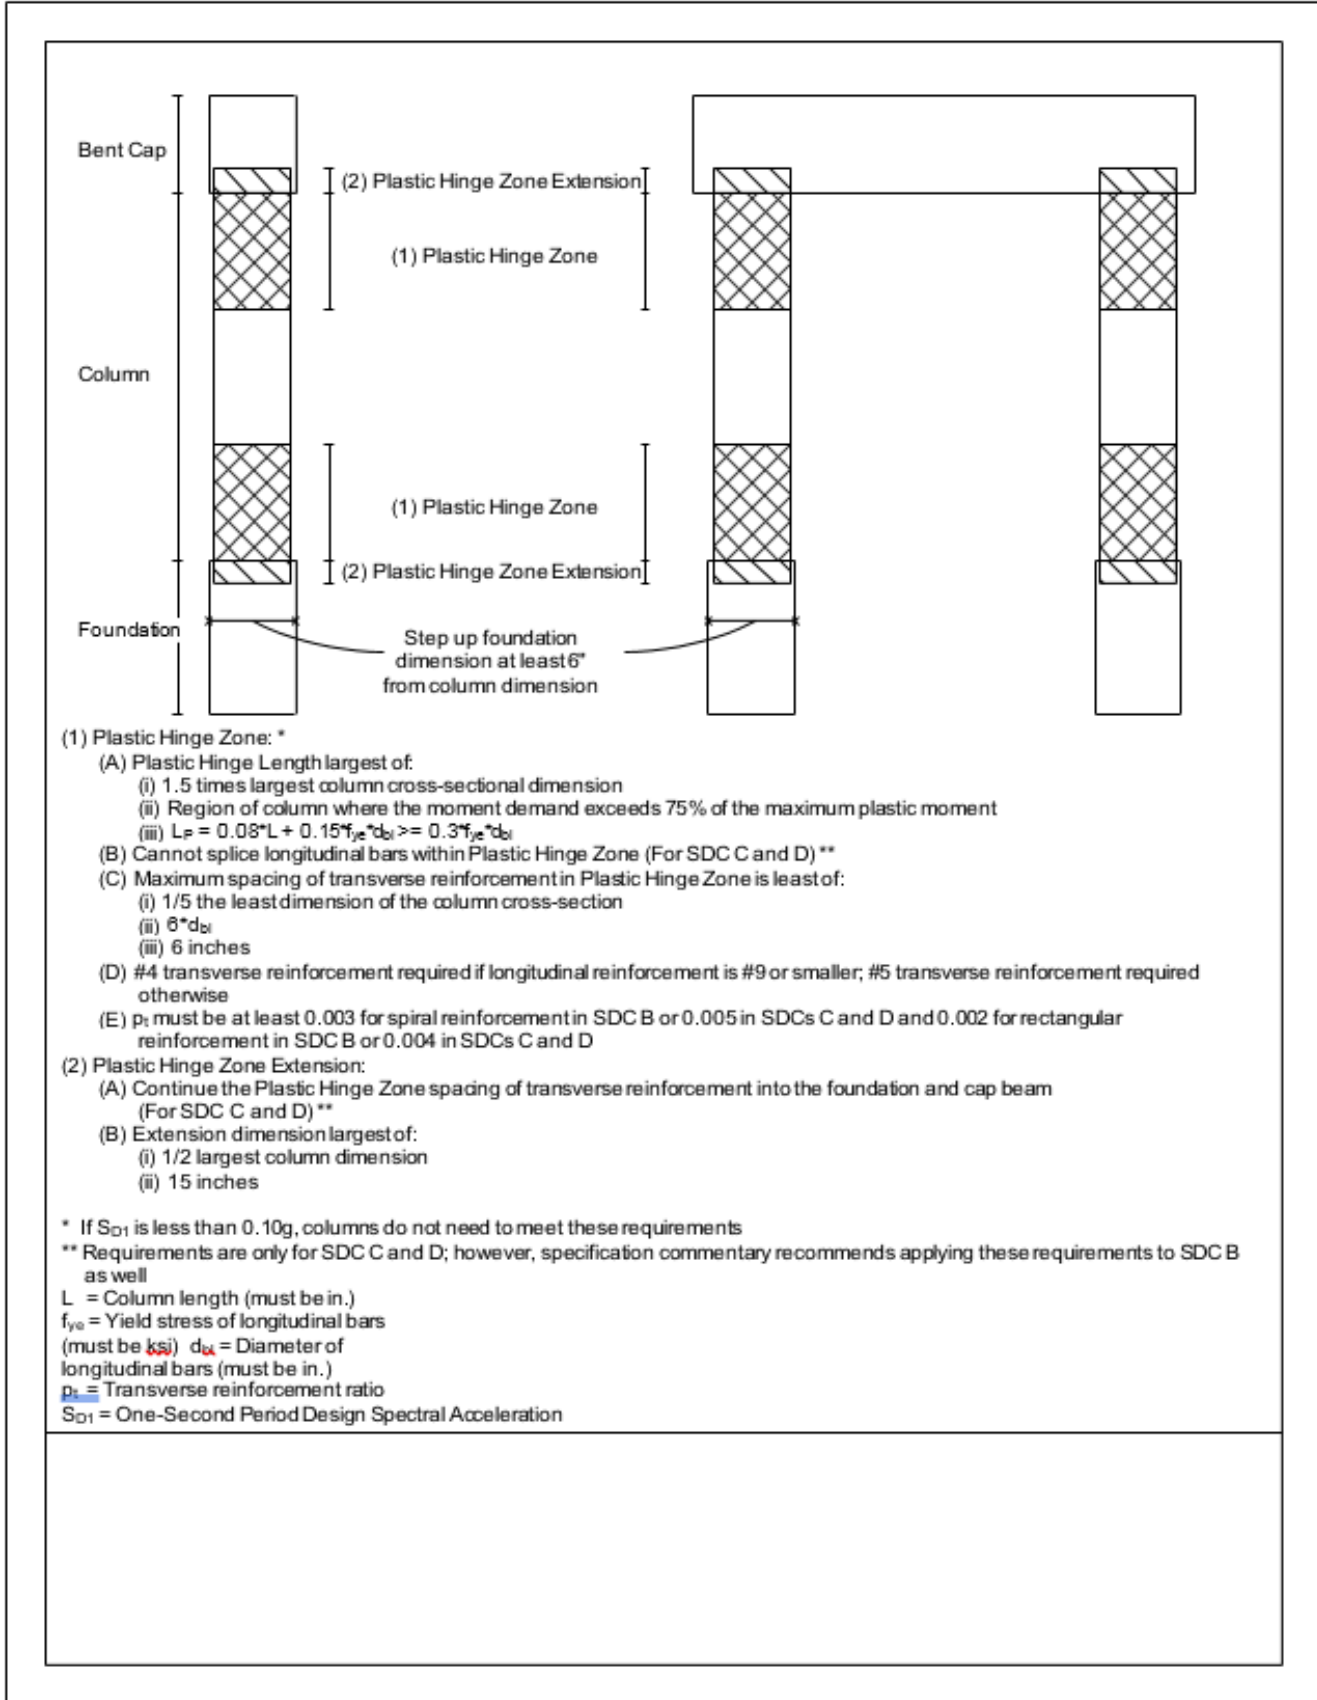 Bent Cap
(2) Plastic Hinge Zone Extension
(1) Plastic Hinge Zone
Column
(1) Plastic Hinge Zone
(2) Plastic Hinge Zone Extension
Foundation
Step up foundation
dimension at least 6"
from column dimension
(1) Plastic Hinge Zone: *
(A) Plastic Hinge Length largest of:
(i) 1.5 times largest column cross-sectional dimension
(ii) Region of column where the moment demand exceeds 75% of the maximum plastic moment
(iii) LP = 0.08*L + 0.15*fye*dbl >= 0.3*fye*dbl
(B) Cannot splice longitudinal bars within Plastic Hinge Zone (For SDC C and D) **
(C) Maximum spacing of transverse reinforcement in Plastic Hinge Zone is least of:
(i) 1/5 the least dimension of the column cross-section
(ii) 6*dbl
(iii) 6 inches
(D) #4 transverse reinforcement required if longitudinal reinforcement is #9 or smaller; #5 transverse reinforcement required
otherwise
(E) pt must be at least 0.003 for spiral reinforcement in SDC B or 0.005 in SDCs C and D and 0.002 for rectangular
reinforcement in SDC B or 0.004 in SDCs C and D
(2) Plastic Hinge Zone Extension:
(A) Continue the Plastic Hinge Zone spacing of transverse reinforcement into the foundation and cap beam
(For SDC C and D) **
(B) Extension dimension largest of:
(i) 1/2 largest column dimension
(ii) 15 inches
* If SD1 is less than 0.10g, columns do not need to meet these requirements
** Requirements are only for SDC C and D; however, specification commentary recommends applying these requirements to SDC B
as well
L = Column length (must be in.)
fye = Yield stress of longitudinal bars
(must be ksi) dbl = Diameter of
longitudinal bars (must be in.)
pt = Transverse reinforcement ratio
SD1 = One-Second Period Design Spectral Acceleration